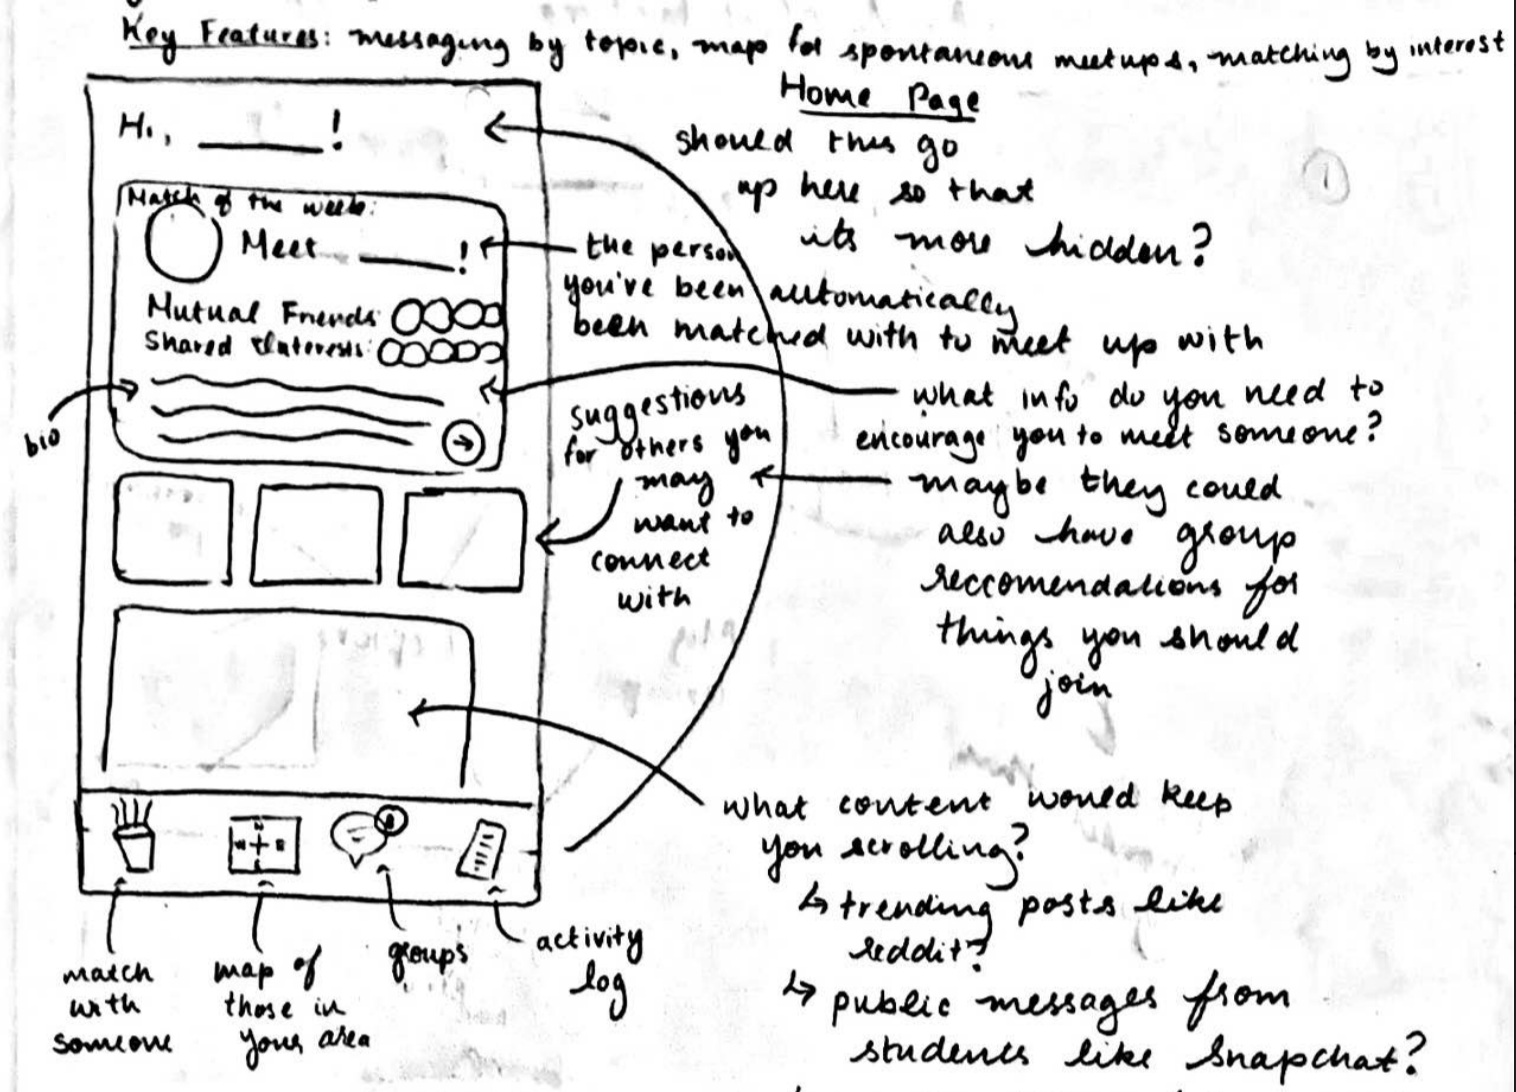 Key Features: messaging by topic, map for spontaneous meetups, matching by interest
Home Page
Hi, ______!
should this go
up here so that
its more hidden?
Match of the week:
Meet ______!
the person
you've been automatically
been matched with to meet up with
Mutual Friends:
Shared Interests:
bio
what info do you need to
encourage you to meet someone?
suggestions
for others you
may
want to
connect
with
maybe they could
also have group
reccomendations for
things you should
join
what content would keep
you scrolling?
↳ trending posts like
reddit?
↳ public messages from
students like Snapchat?
match
with
someone
map of
those in
your area
groups
activity
log